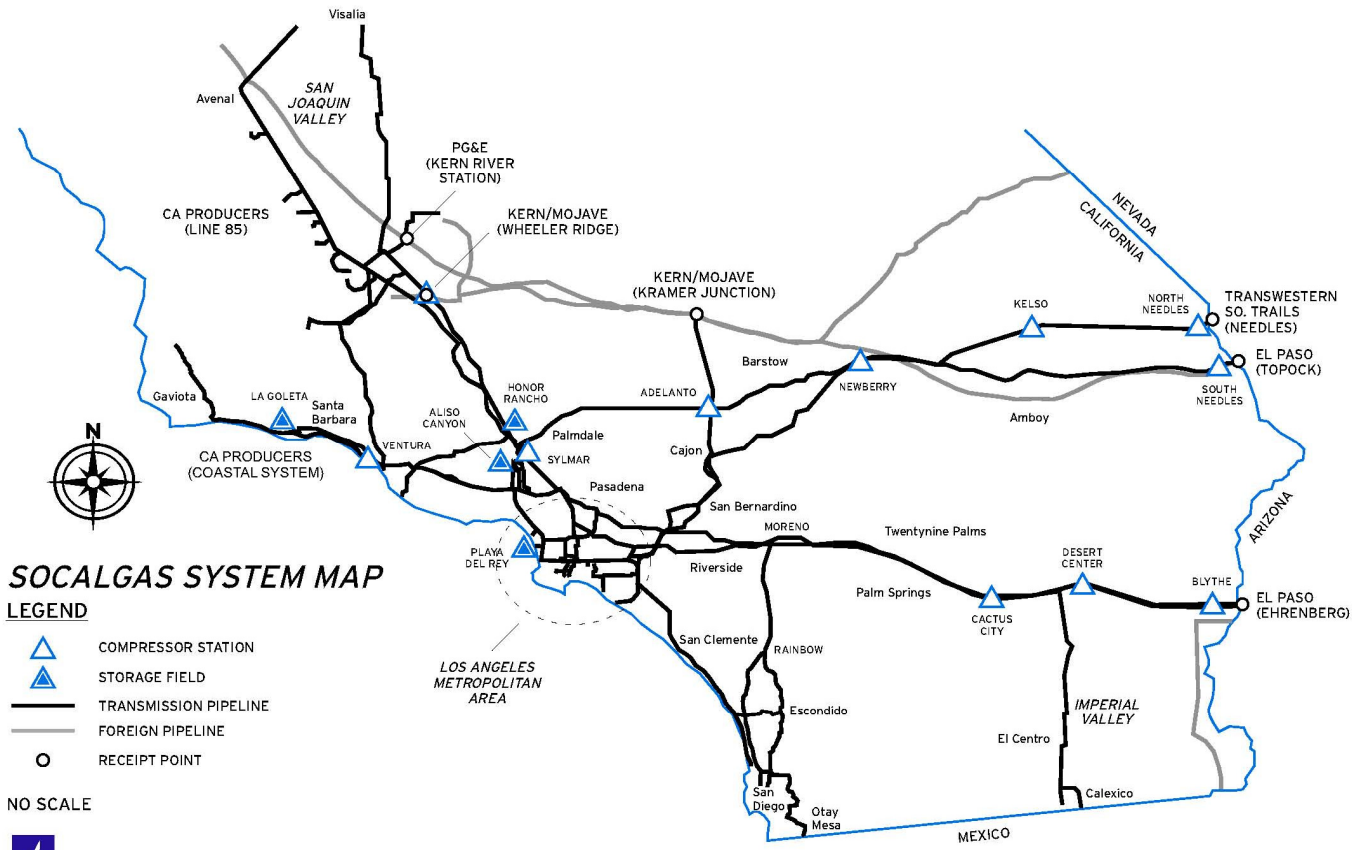 Visalia
SAN
JOAQUIN
VALLEY
Avenal
PG&E
(KERN RIVER
STATION)
CA PRODUCERS
(LINE 85)
KERN/MOJAVE
(WHEELER RIDGE)
KERN/MOJAVE
(KRAMER JUNCTION)
NEVADA
CALIFORNIA
KELSO
NORTH
NEEDLES
TRANSWESTERN
SO. TRAILS
(NEEDLES)
EL PASO
(TOPOCK)
SOUTH
NEEDLES
Barstow
NEWBERRY
Amboy
ADELANTO
HONOR
RANCHO
ALISO
CANYON
Palmdale
SYLMAR
Cajon
Gaviota
LA GOLETA
Santa
Barbara
VENTURA
CA PRODUCERS
(COASTAL SYSTEM)
N
Pasadena
San Bernardino
MORENO
Twentynine Palms
ARIZONA
PLAYA
DEL REY
Riverside
Palm Springs
DESERT
CENTER
BLYTHE
EL PASO
(EHRENBERG)
CACTUS
CITY
San Clemente
RAINBOW
LOS ANGELES
METROPOLITAN
AREA
Escondido
IMPERIAL
VALLEY
El Centro
San
Diego
Otay
Mesa
Calexico
MEXICO
SOCALGAS SYSTEM MAP
LEGEND
COMPRESSOR STATION
STORAGE FIELD
TRANSMISSION PIPELINE
FOREIGN PIPELINE
RECEIPT POINT
NO SCALE